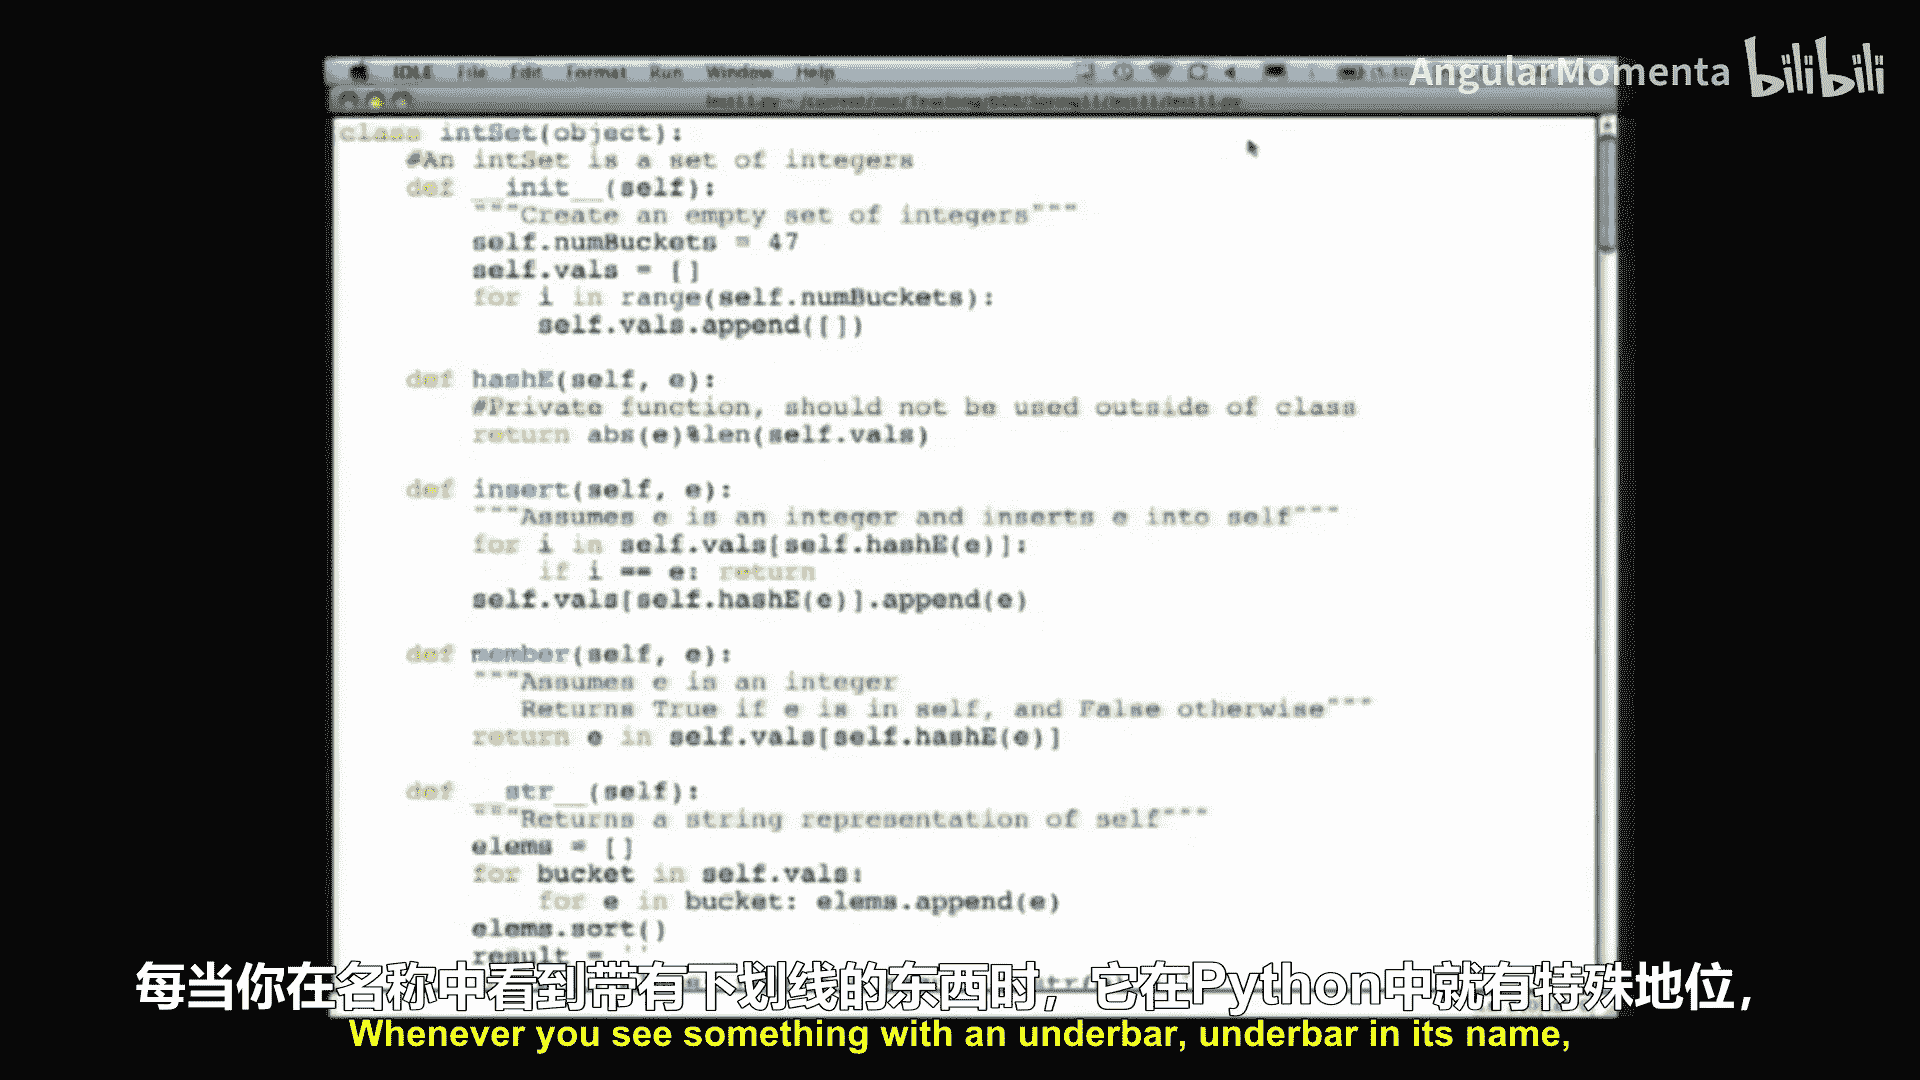 AngularMomenta bilibili
IDLE File Edit Format Run Window Help
class intSet(object):
#An intSet is a set of integers
def __init__(self):
"""Create an empty set of integers"""
self.numBuckets = 47
self.vals = []
for i in range(self.numBuckets):
self.vals.append([])
def hashE(self, e):
#Private function, should not be used outside of class
return abs(e)%len(self.vals)
def insert(self, e):
"""Assumes e is an integer and inserts e into self"""
for i in self.vals[self.hashE(e)]:
if i == e: return
self.vals[self.hashE(e)].append(e)
def member(self, e):
"""Assumes e is an integer
Returns True if e is in self, and False otherwise"""
return e in self.vals[self.hashE(e)]
def __str__(self):
"""Returns a string representation of self"""
elems = []
for bucket in self.vals:
for e in bucket: elems.append(e)
elems.sort()
result = ''
每当你在名称中看到带有下划线的东西时，它在Python中就有特殊地位，
Whenever you see something with an underbar, underbar in its name,